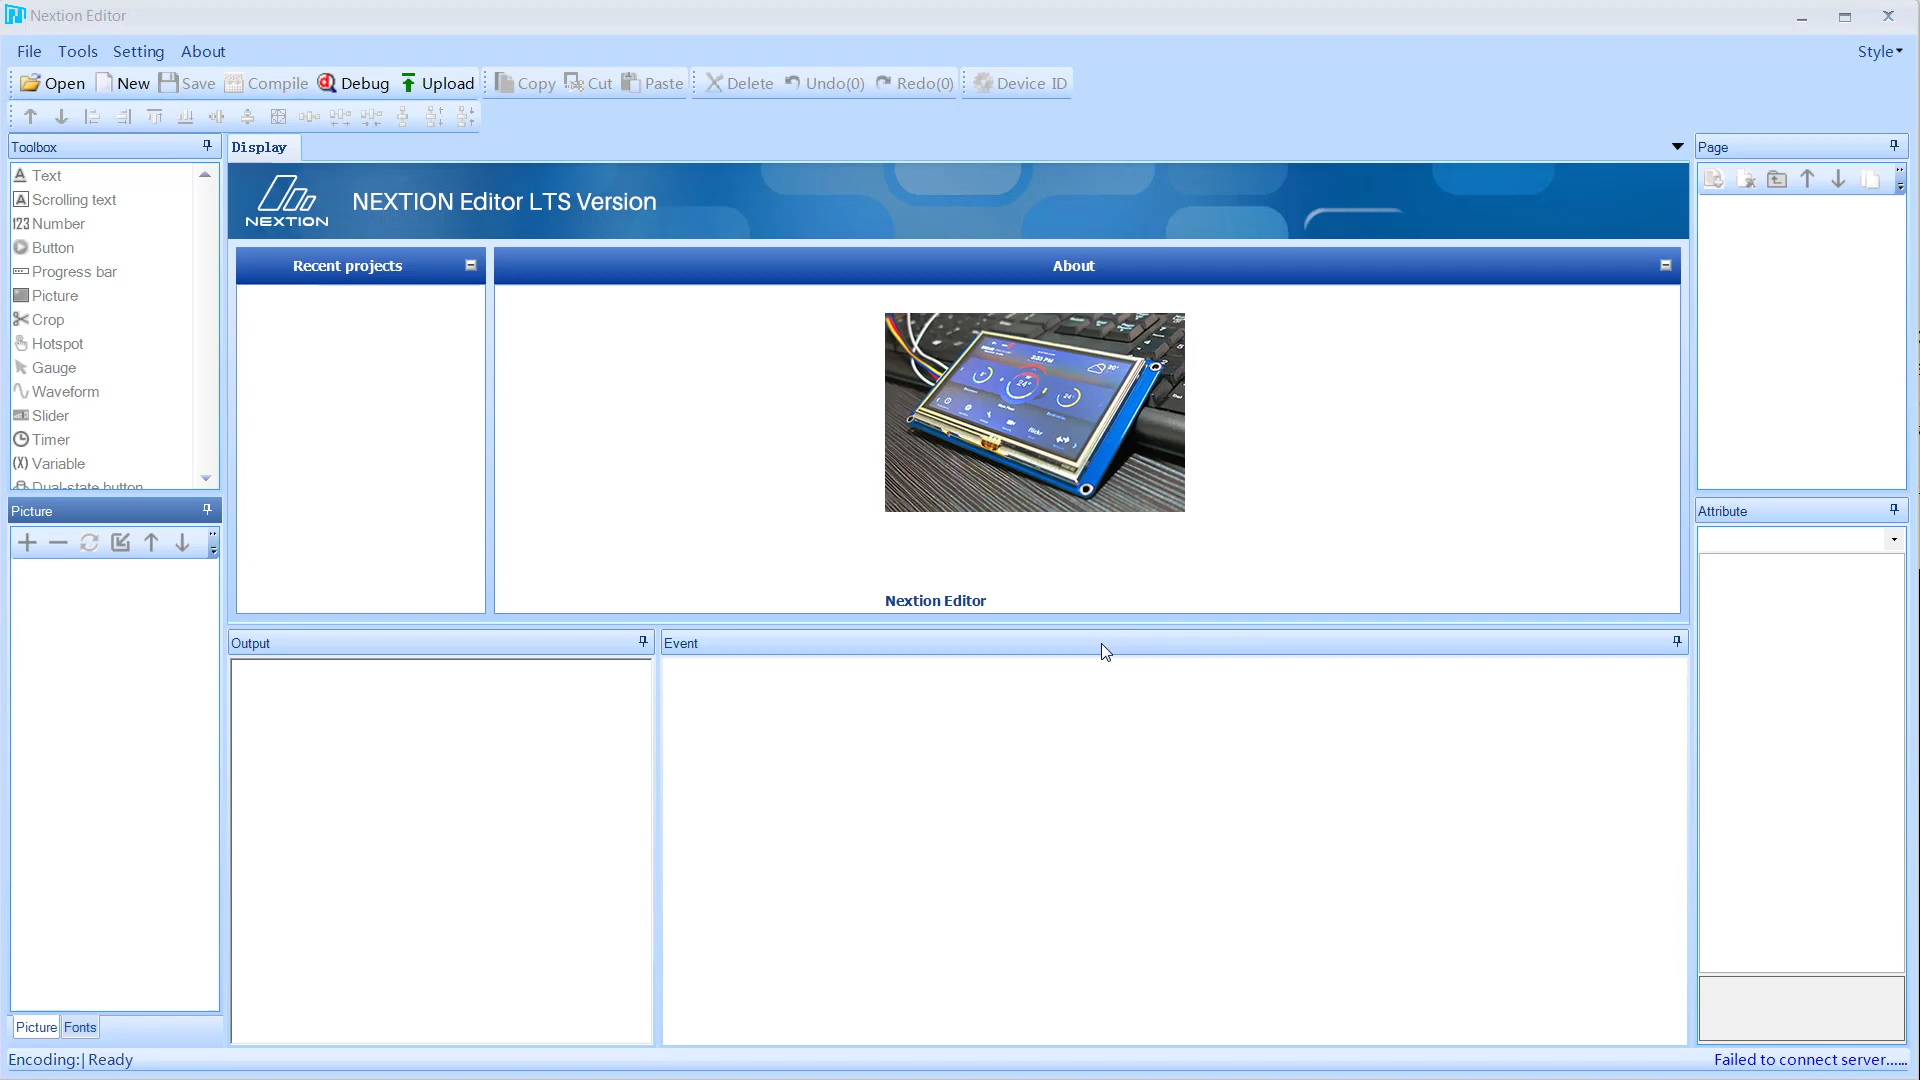 Nextion Editor
File Tools Setting About Style
Open New Save Compile Debug Upload Copy Cut Paste Delete Undo(0) Redo(0) Device ID
Toolbox
Text
Scrolling text
Number
Button
Progress bar
Picture
Crop
Hotspot
Gauge
Waveform
Slider
Timer
Variable
Dual-state button
Picture
Picture Fonts
Display
NEXTION
NEXTION Editor LTS Version
Recent projects
About
Nextion Editor
Output
Event
Page
Attribute
Encoding:| Ready
Failed to connect server......